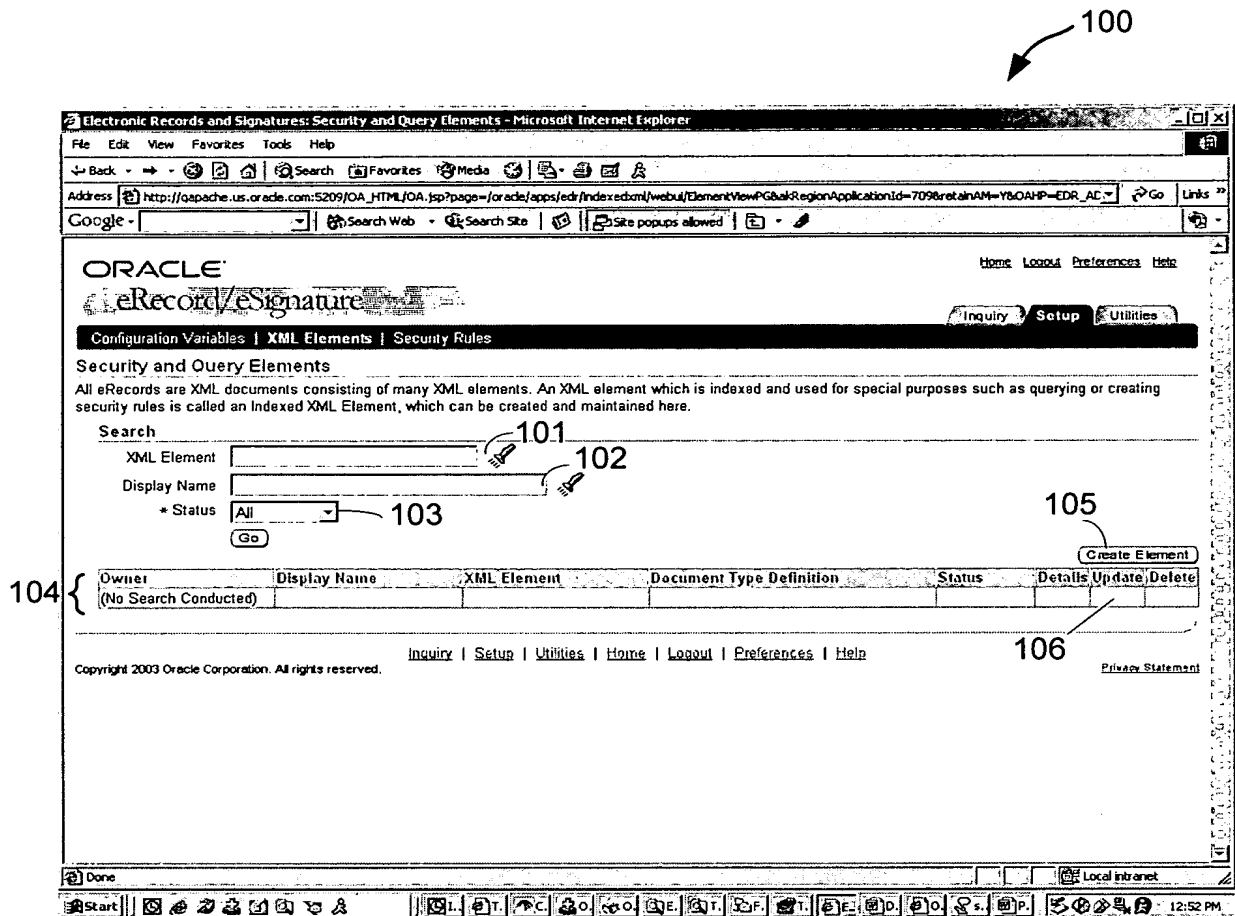 100
Electronic Records and Signatures: Security and Query Elements - Microsoft Internet Explorer
File Edit View Favorites Tools Help
Back Search Favorites Media
Address http://qapache.us.oracle.com:5209/OA_HTML/OA.jsp?page=/oracle/apps/edr/indexedxml/webui/ElementViewPG&akRegionApplicationId=709&retainAM=Y&OAHP=EDR_AD Go Links »
Google - Search Web Search Site Site popups allowed
ORACLE
Home Logout Preferences Help
eRecord/eSignature
Inquiry Setup Utilities
Configuration Variables | XML Elements | Security Rules
Security and Query Elements
All eRecords are XML documents consisting of many XML elements. An XML element which is indexed and used for special purposes such as querying or creating
security rules is called an Indexed XML Element, which can be created and maintained here.
Search
101
XML Element
102
Display Name
* Status All 103
105
Go
Create Element
104 { Owner Display Name XML Element Document Type Definition Status Details Update Delete
(No Search Conducted)
106
Inquiry | Setup | Utilities | Home | Logout | Preferences | Help
Copyright 2003 Oracle Corporation. All rights reserved.
Privacy Statement
Done Local intranet
Start I.. T. C. O. O. E. T. F. T. E. D. O. S. P. 12:52 PM